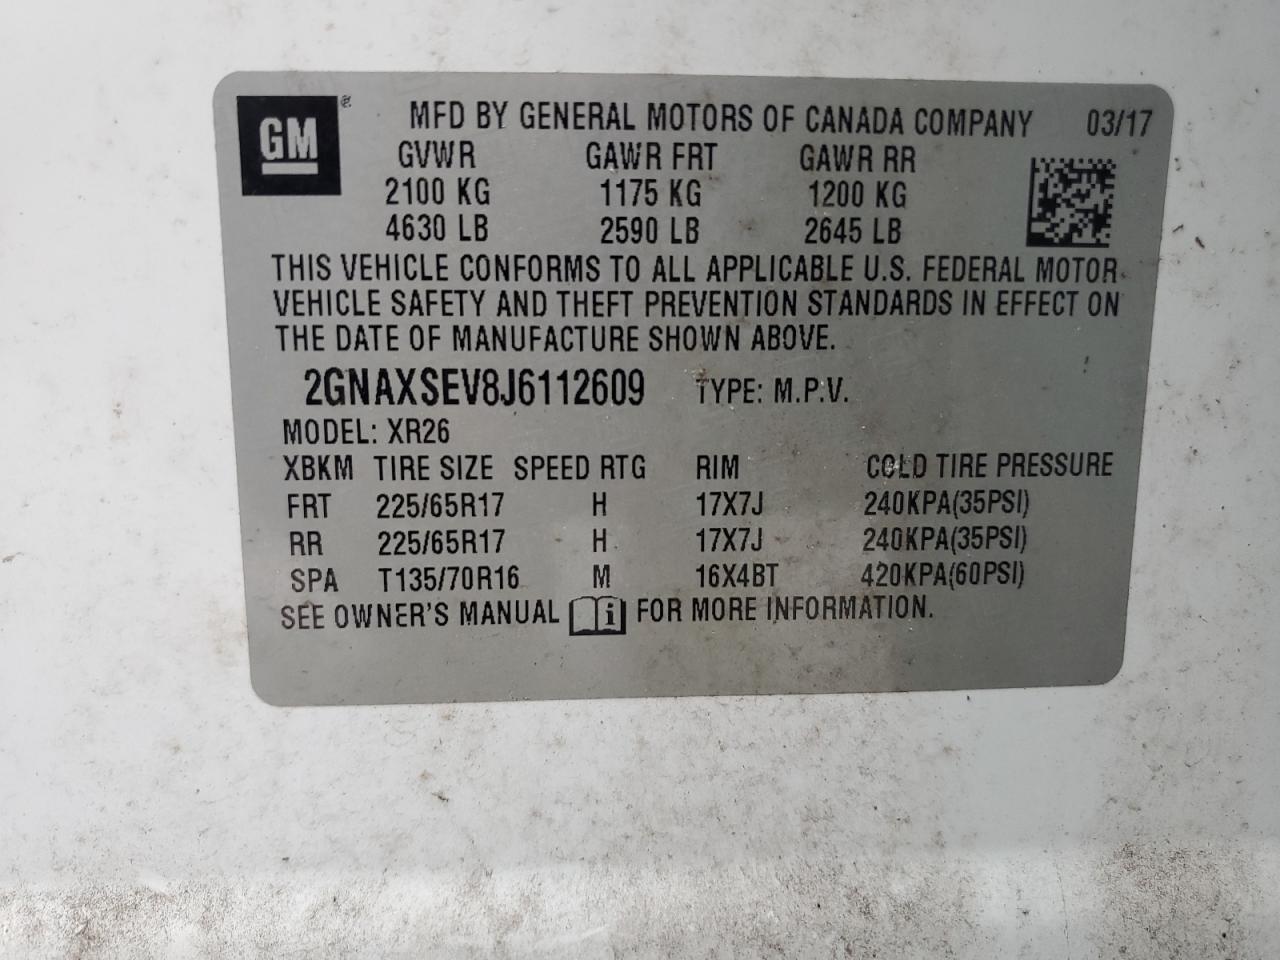 GM ® MFD BY GENERAL MOTORS OF CANADA COMPANY 03/17
GVWR GAWR FRT GAWR RR
2100 KG 1175 KG 1200 KG
4630 LB 2590 LB 2645 LB
THIS VEHICLE CONFORMS TO ALL APPLICABLE U.S. FEDERAL MOTOR
VEHICLE SAFETY AND THEFT PREVENTION STANDARDS IN EFFECT ON
THE DATE OF MANUFACTURE SHOWN ABOVE.
2GNAXSEV8J6112609 TYPE: M.P.V.
MODEL: XR26
XBKM TIRE SIZE SPEED RTG RIM COLD TIRE PRESSURE
FRT 225/65R17 H 17X7J 240KPA(35PSI)
RR 225/65R17 H 17X7J 240KPA(35PSI)
SPA T135/70R16 M 16X4BT 420KPA(60PSI)
SEE OWNER'S MANUAL i FOR MORE INFORMATION.